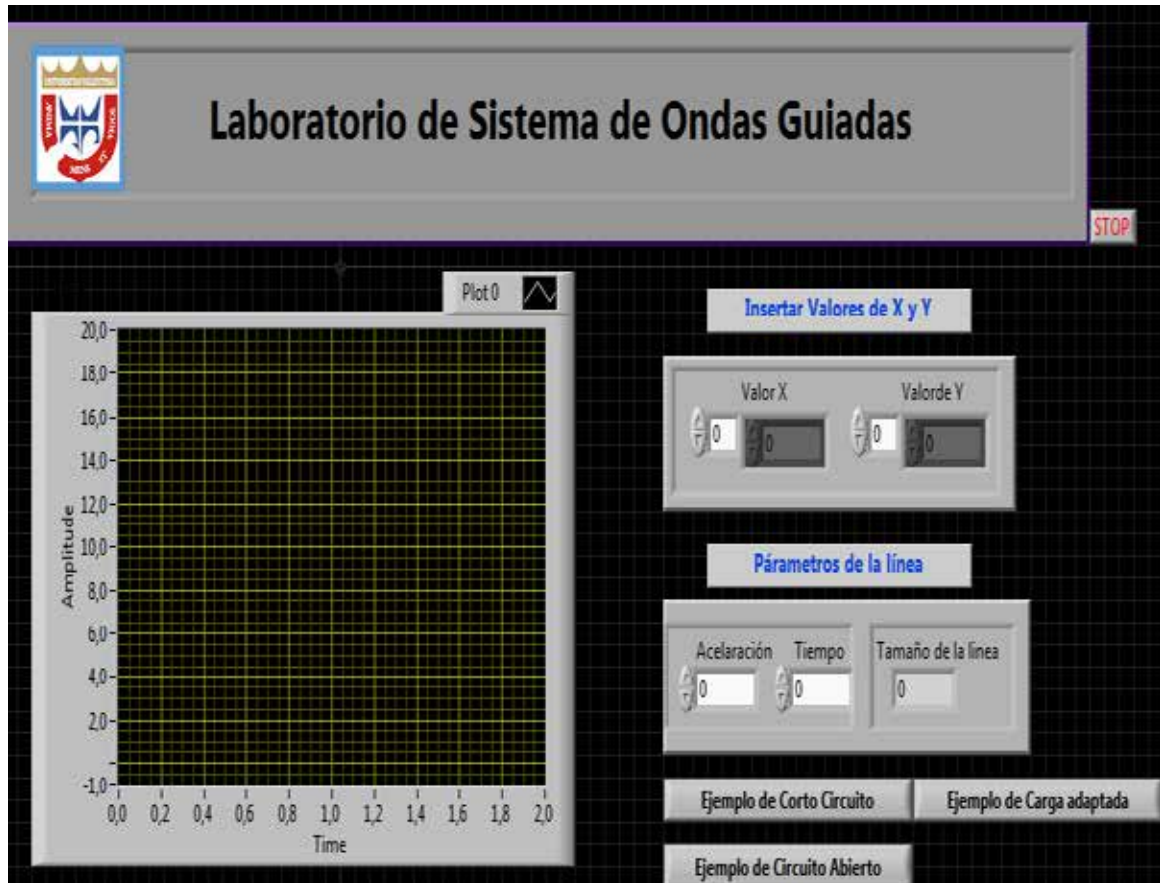 Laboratorio de Sistema de Ondas Guiadas
STOP
Plot 0
Amplitude
20,0
18,0
16,0
14,0
12,0
10,0
8,0
6,0
4,0
2,0
-1,0
0,0 0,2 0,4 0,6 0,8 1,0 1,2 1,4 1,6 1,8 2,0
Time
Insertar Valores de X y Y
Valor X Valorde Y
0 0 0 0
Párametros de la línea
Acelaración Tiempo Tamaño de la linea
0 0 0
Ejemplo de Corto Circuito Ejemplo de Carga adaptada
Ejemplo de Circuito Abierto